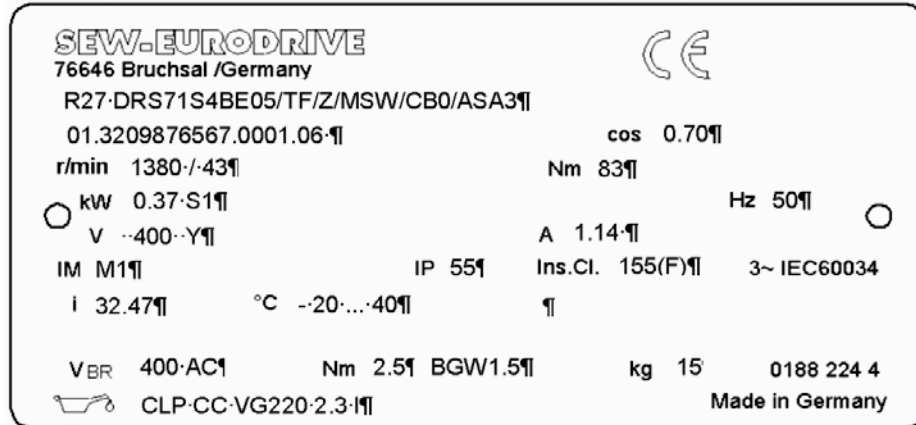 SEW-EURODRIVE CE
76646 Bruchsal /Germany
R27·DRS71S4BE05/TF/Z/MSW/CB0/ASA3¶
01.3209876567.0001.06·¶ cos 0.70¶
r/min 1380·/·43¶ Nm 83¶
kW 0.37·S1¶ Hz 50¶
V ··400··Y¶ A 1.14·¶
IM M1¶ IP 55¶ Ins.Cl. 155(F)¶ 3~ IEC60034
i 32.47¶ °C -·20·...·40¶ ¶
VBR 400·AC¶ Nm 2.5¶ BGW1.5¶ kg 15 0188 224 4
CLP·CC·VG220·2.3·l¶ Made in Germany